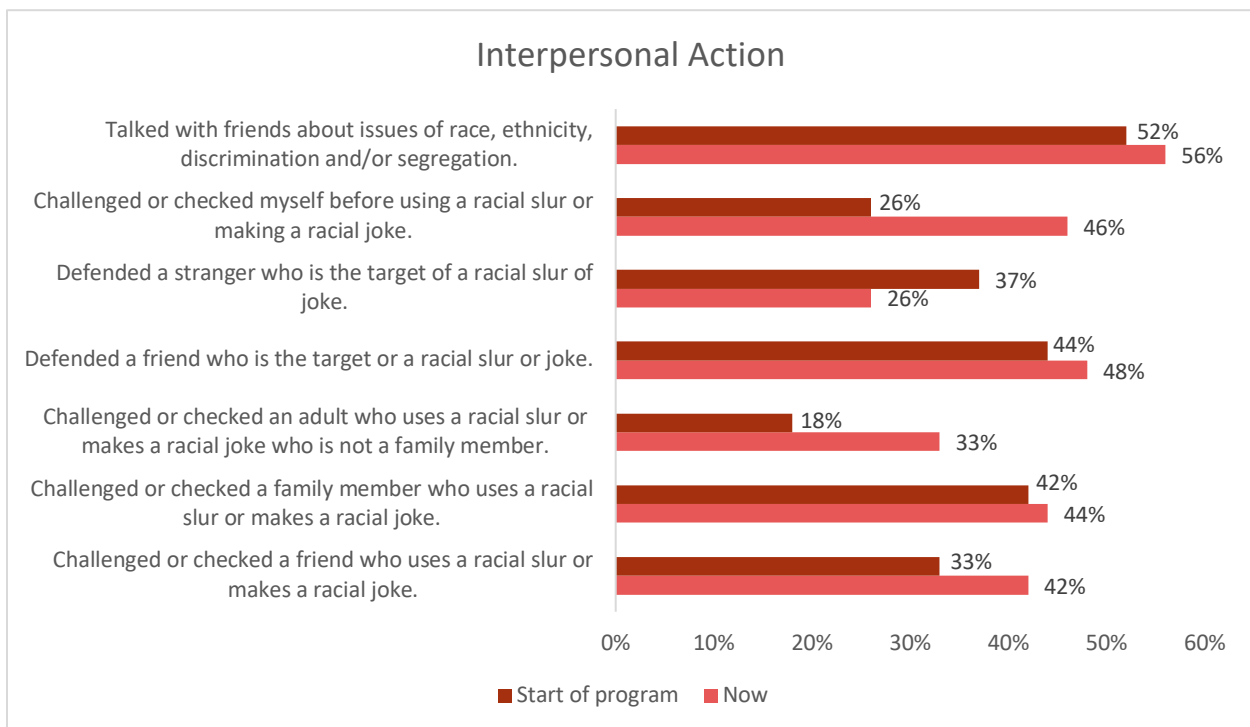 Interpersonal Action
Talked with friends about issues of race, ethnicity,
discrimination and/or segregation.
52%
56%
Challenged or checked myself before using a racial slur or
making a racial joke.
26%
46%
Defended a stranger who is the target of a racial slur of
joke.
37%
26%
Defended a friend who is the target or a racial slur or joke.
44%
48%
Challenged or checked an adult who uses a racial slur or
makes a racial joke who is not a family member.
18%
33%
Challenged or checked a family member who uses a racial
slur or makes a racial joke.
42%
44%
Challenged or checked a friend who uses a racial slur or
makes a racial joke.
33%
42%
0% 10% 20% 30% 40% 50% 60%
Start of program Now